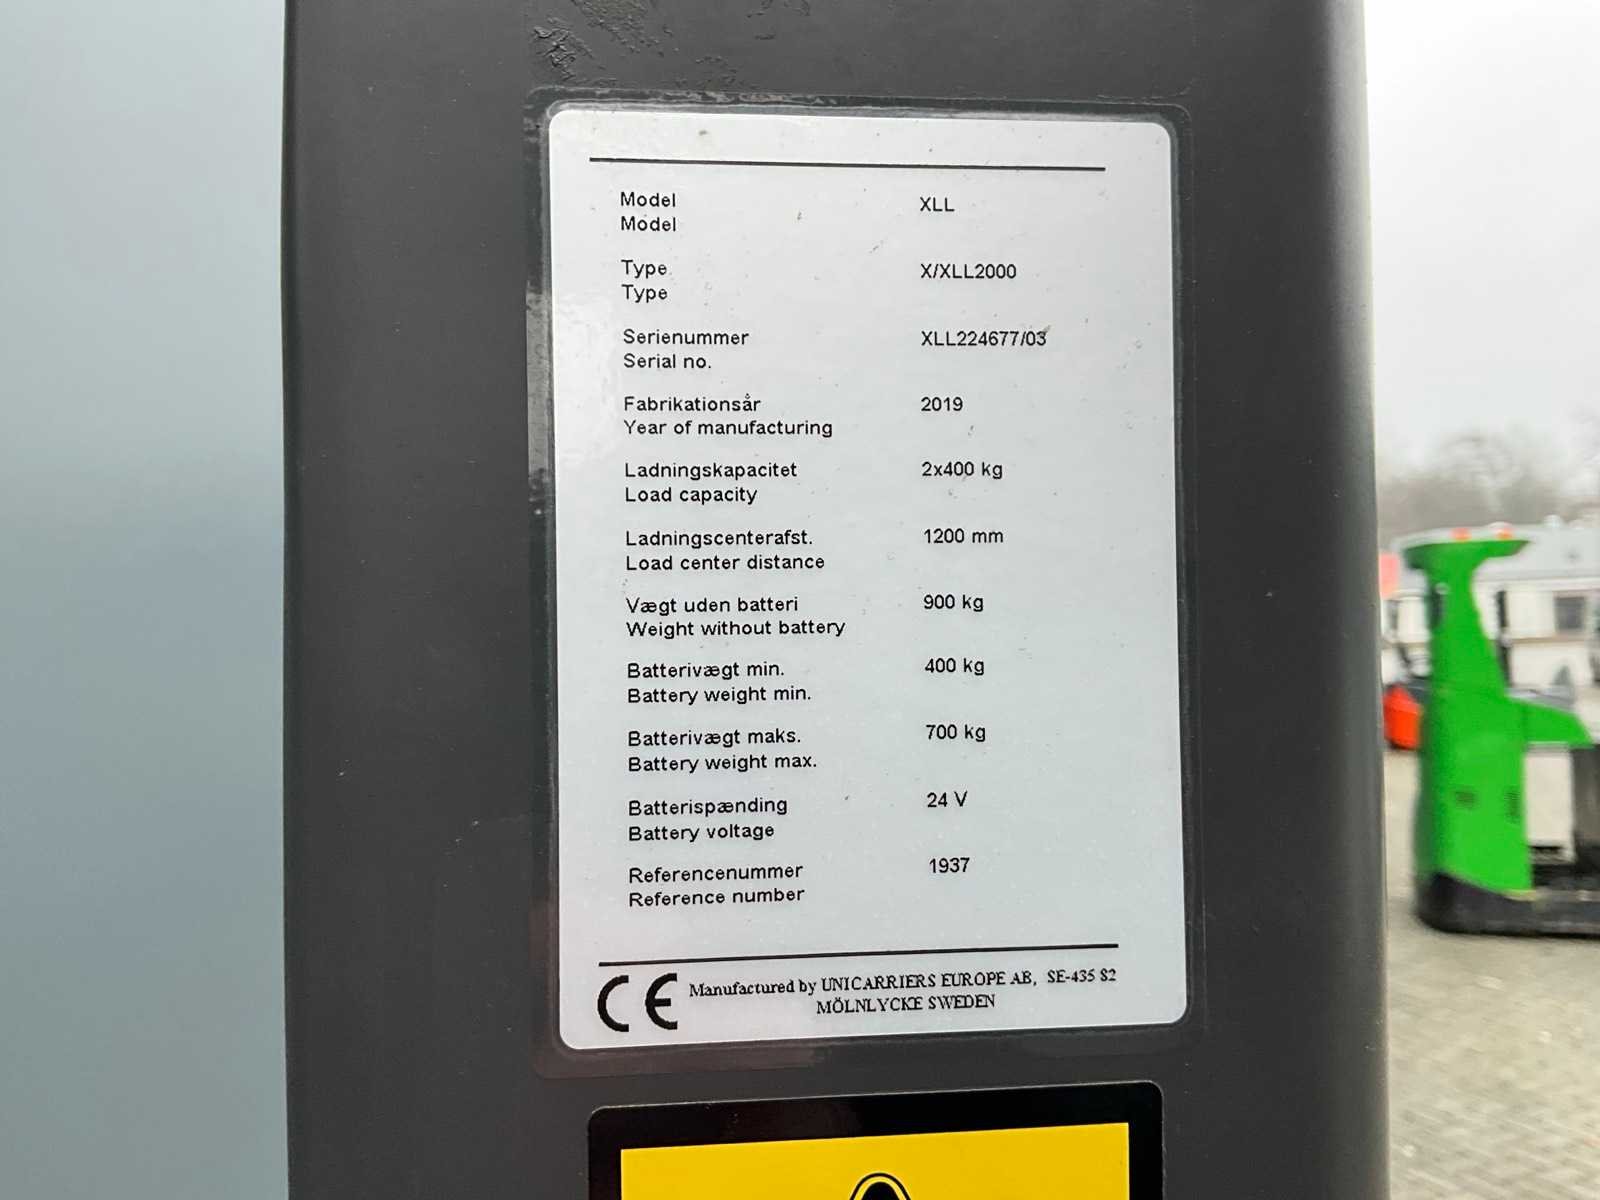 Model XLL
Model
Type X/XLL2000
Type
Serienummer XLL224677/03
Serial no.
Fabrikationsår 2019
Year of manufacturing
Ladningskapacitet 2x400 kg
Load capacity
Ladningscenterafst. 1200 mm
Load center distance
Vægt uden batteri 900 kg
Weight without battery
Batterivægt min. 400 kg
Battery weight min.
Batterivægt maks. 700 kg
Battery weight max.
Batterispænding 24 V
Battery voltage
Referencenummer 1937
Reference number
CE Manufactured by UNICARRIERS EUROPE AB, SE-435 82
MÖLNLYCKE SWEDEN